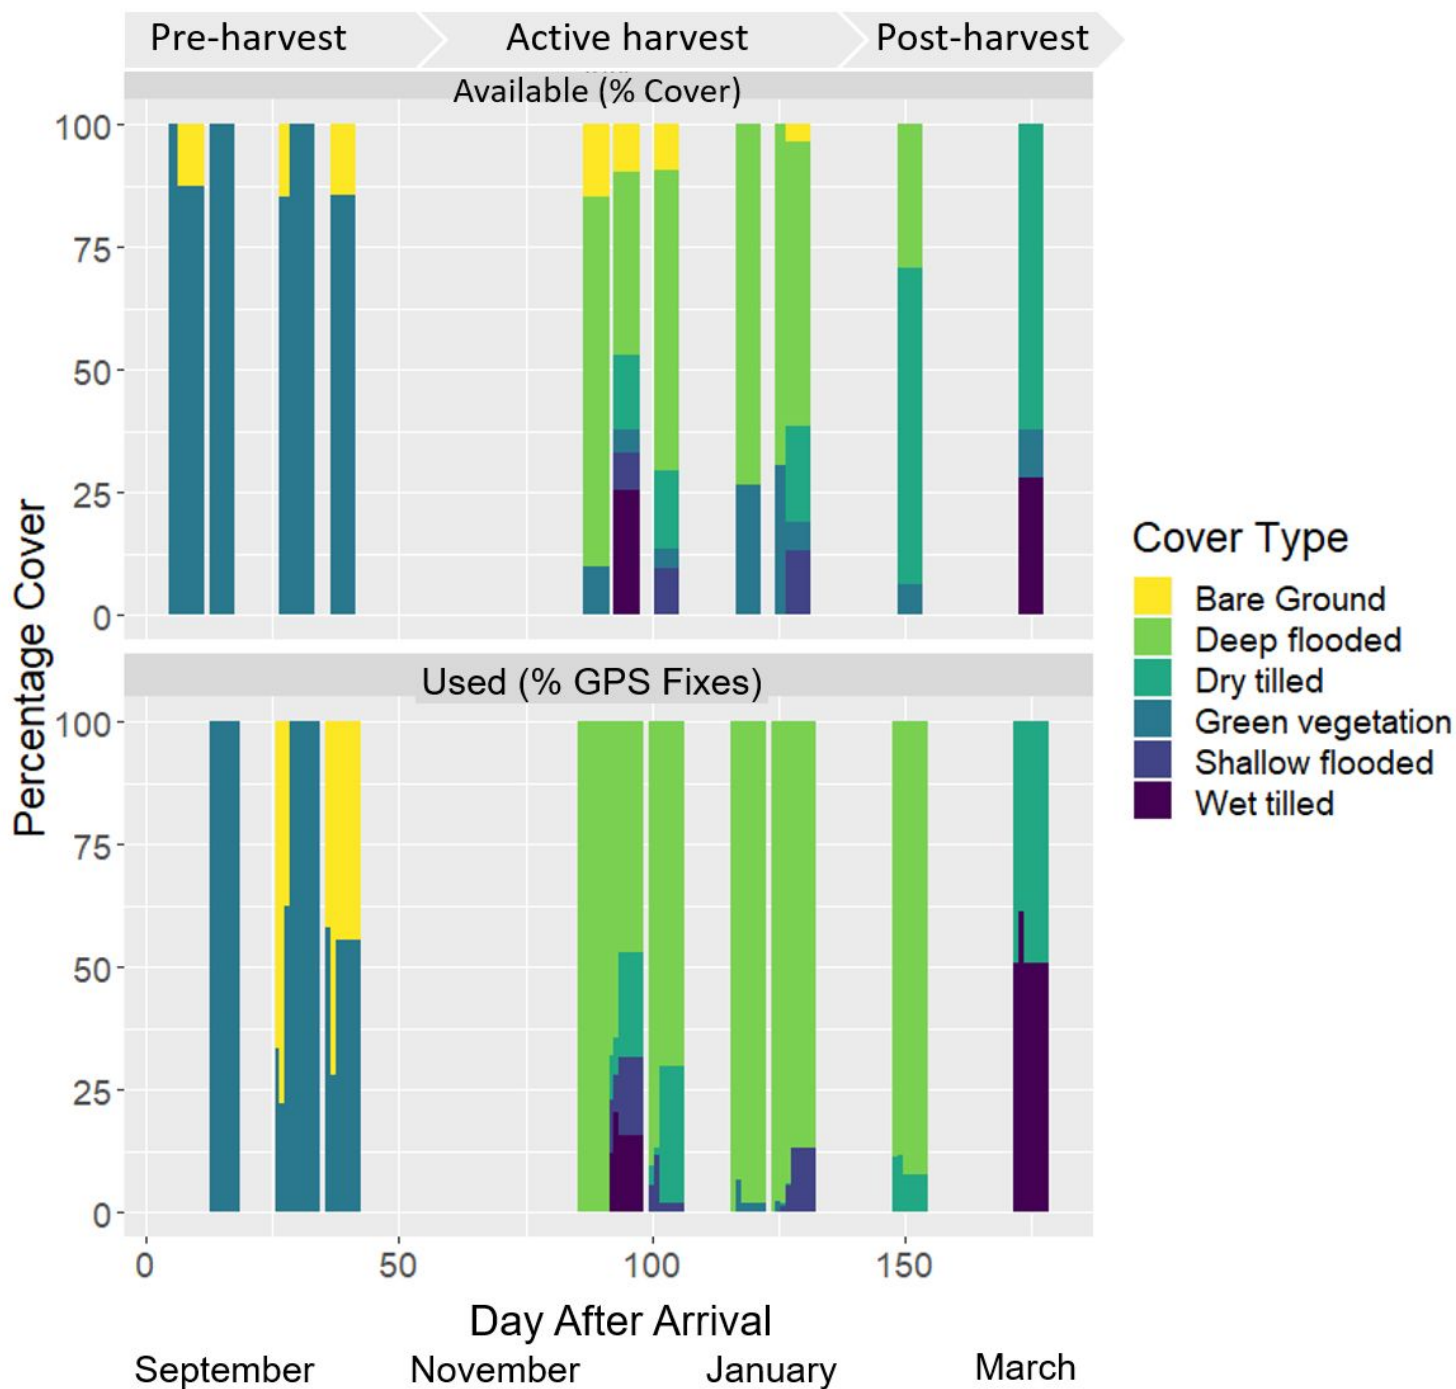 Pre-harvest Active harvest Post-harvest
Available (% Cover)
100
75
50
25
0
Used (% GPS Fixes)
100
75
50
25
0
Percentage Cover
0 50 100 150
Day After Arrival
September November January March
Cover Type
Bare Ground
Deep flooded
Dry tilled
Green vegetation
Shallow flooded
Wet tilled